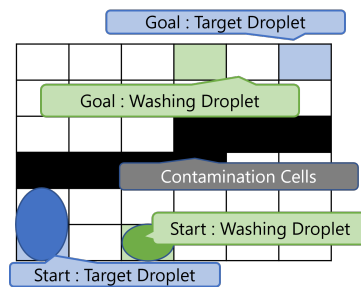 Goal : Target Droplet
Goal : Washing Droplet
Contamination Cells
Start : Washing Droplet
Start : Target Droplet